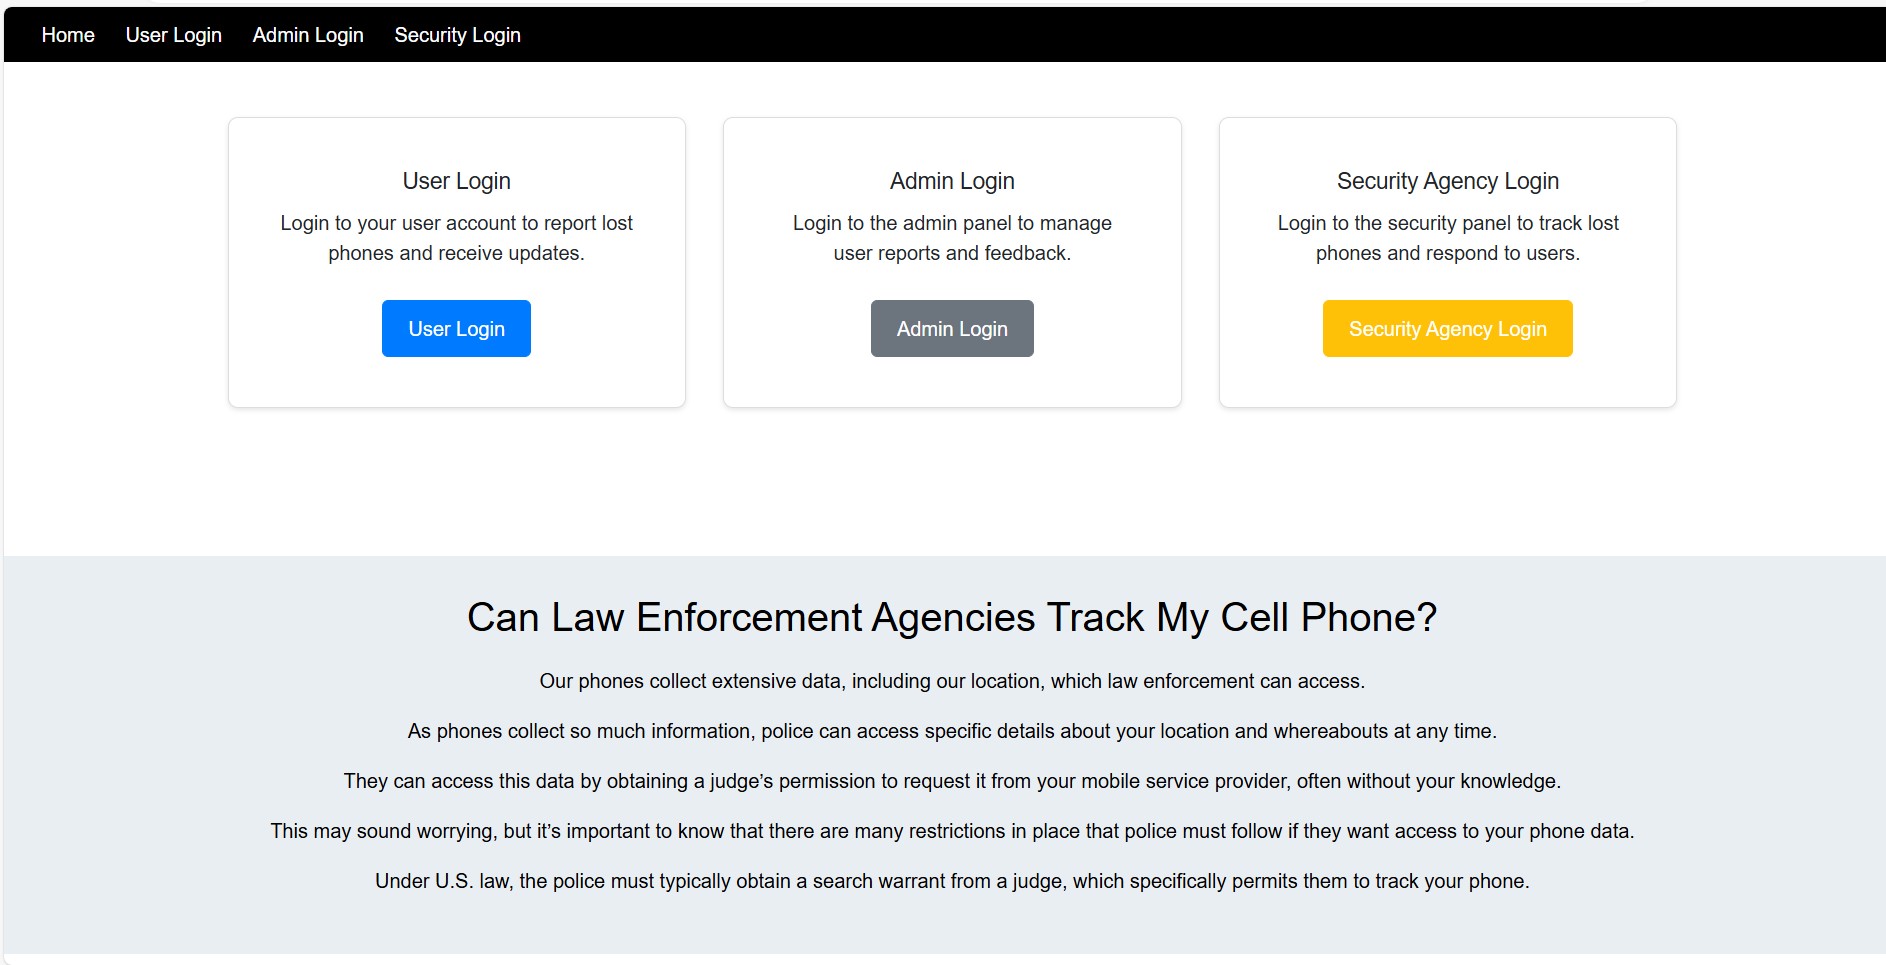 Home User Login Admin Login Security Login
User Login
Login to your user account to report lost
phones and receive updates.
User Login
Admin Login
Login to the admin panel to manage
user reports and feedback.
Admin Login
Security Agency Login
Login to the security panel to track lost
phones and respond to users.
Security Agency Login
Can Law Enforcement Agencies Track My Cell Phone?
Our phones collect extensive data, including our location, which law enforcement can access.
As phones collect so much information, police can access specific details about your location and whereabouts at any time.
They can access this data by obtaining a judge’s permission to request it from your mobile service provider, often without your knowledge.
This may sound worrying, but it’s important to know that there are many restrictions in place that police must follow if they want access to your phone data.
Under U.S. law, the police must typically obtain a search warrant from a judge, which specifically permits them to track your phone.